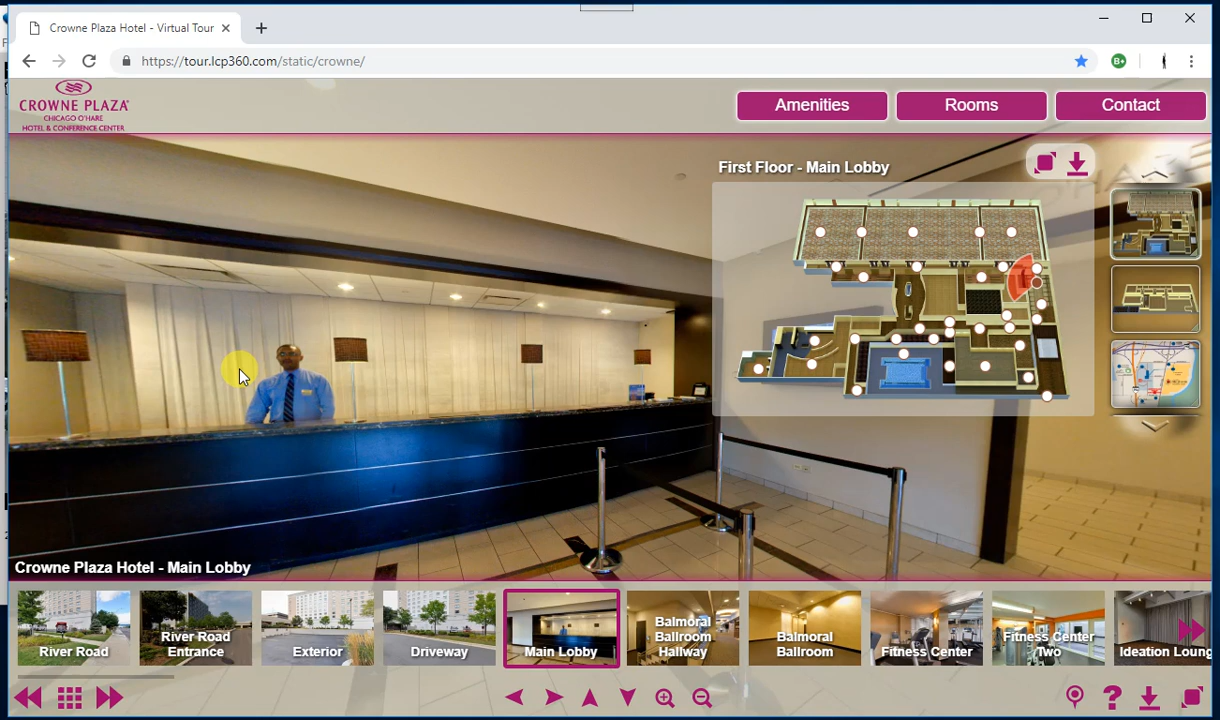 Crowne Plaza Hotel - Virtual Tour
https://tour.lcp360.com/static/crowne/
CROWNE PLAZA
CHICAGO O'HARE
HOTEL & CONFERENCE CENTER
Amenities
Rooms
Contact
First Floor - Main Lobby
Crowne Plaza Hotel - Main Lobby
River Road
River Road
Entrance
Exterior
Driveway
Main Lobby
Balmoral
Ballroom
Hallway
Balmoral
Ballroom
Fitness Center
Fitness Center
Two
Ideation Loung